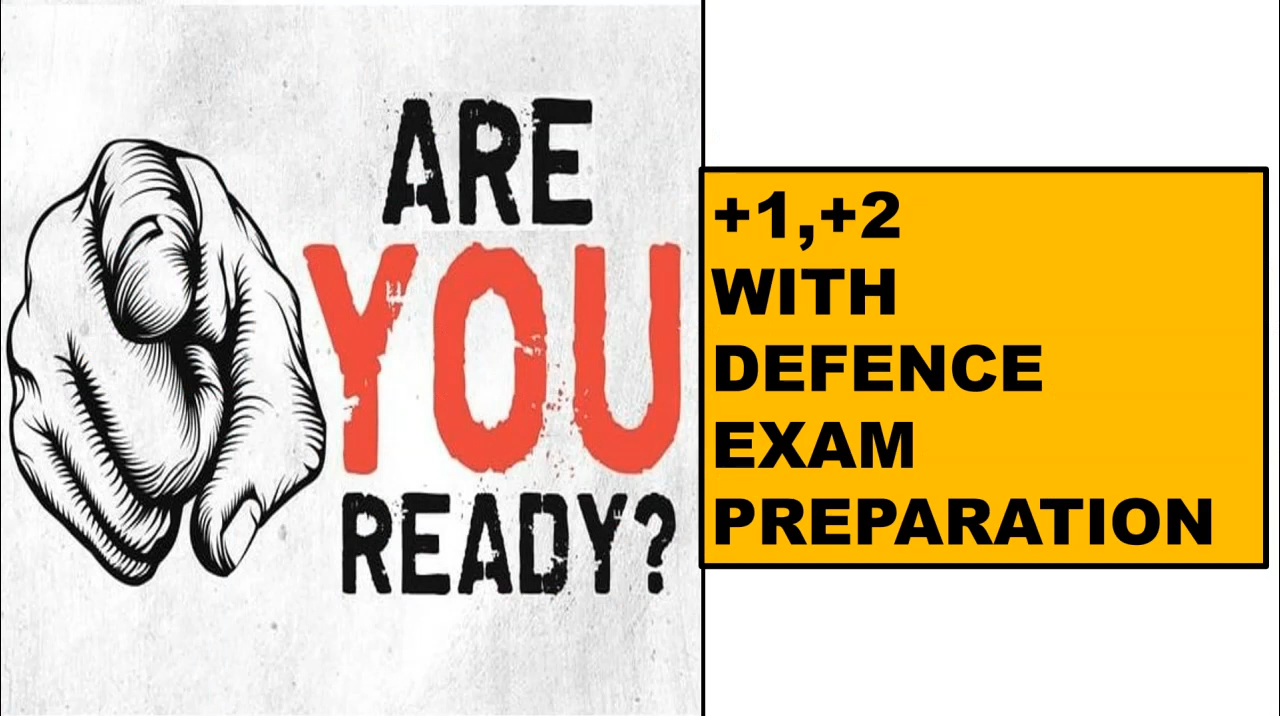 ARE
YOU
READY?
+1,+2
WITH
DEFENCE
EXAM
PREPARATION